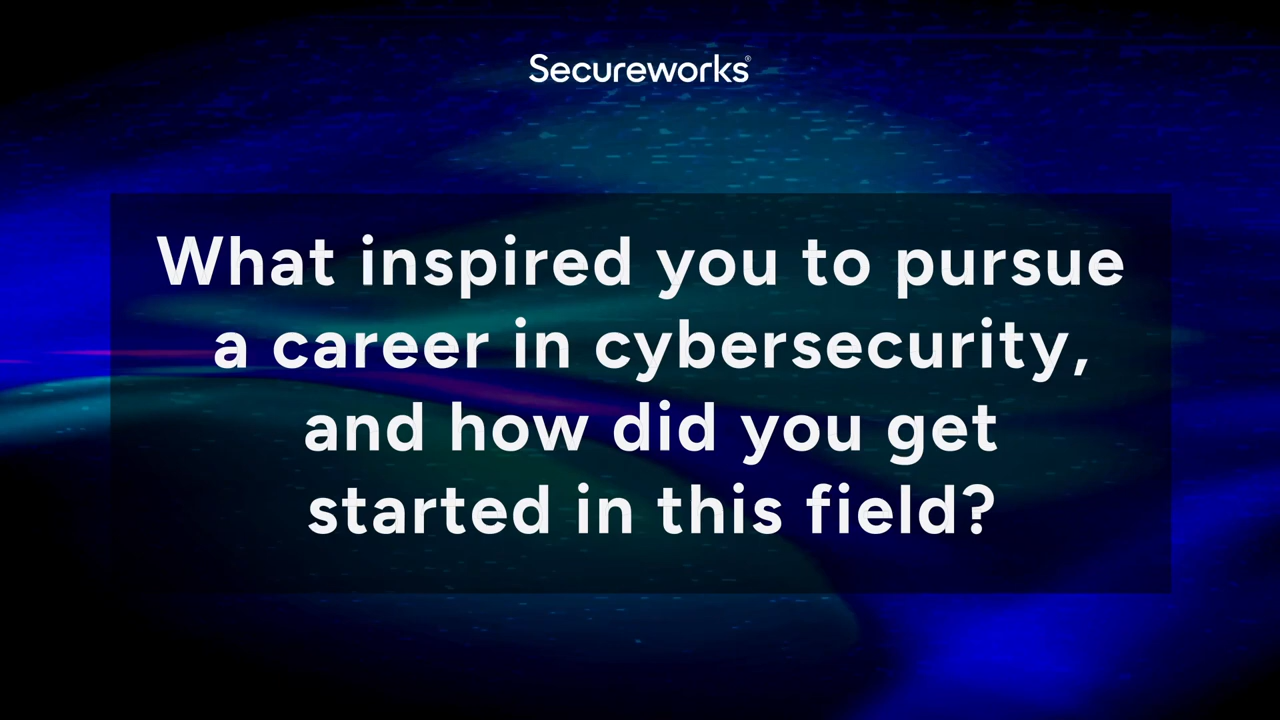 Secureworks®
What inspired you to pursue
a career in cybersecurity,
and how did you get
started in this field?